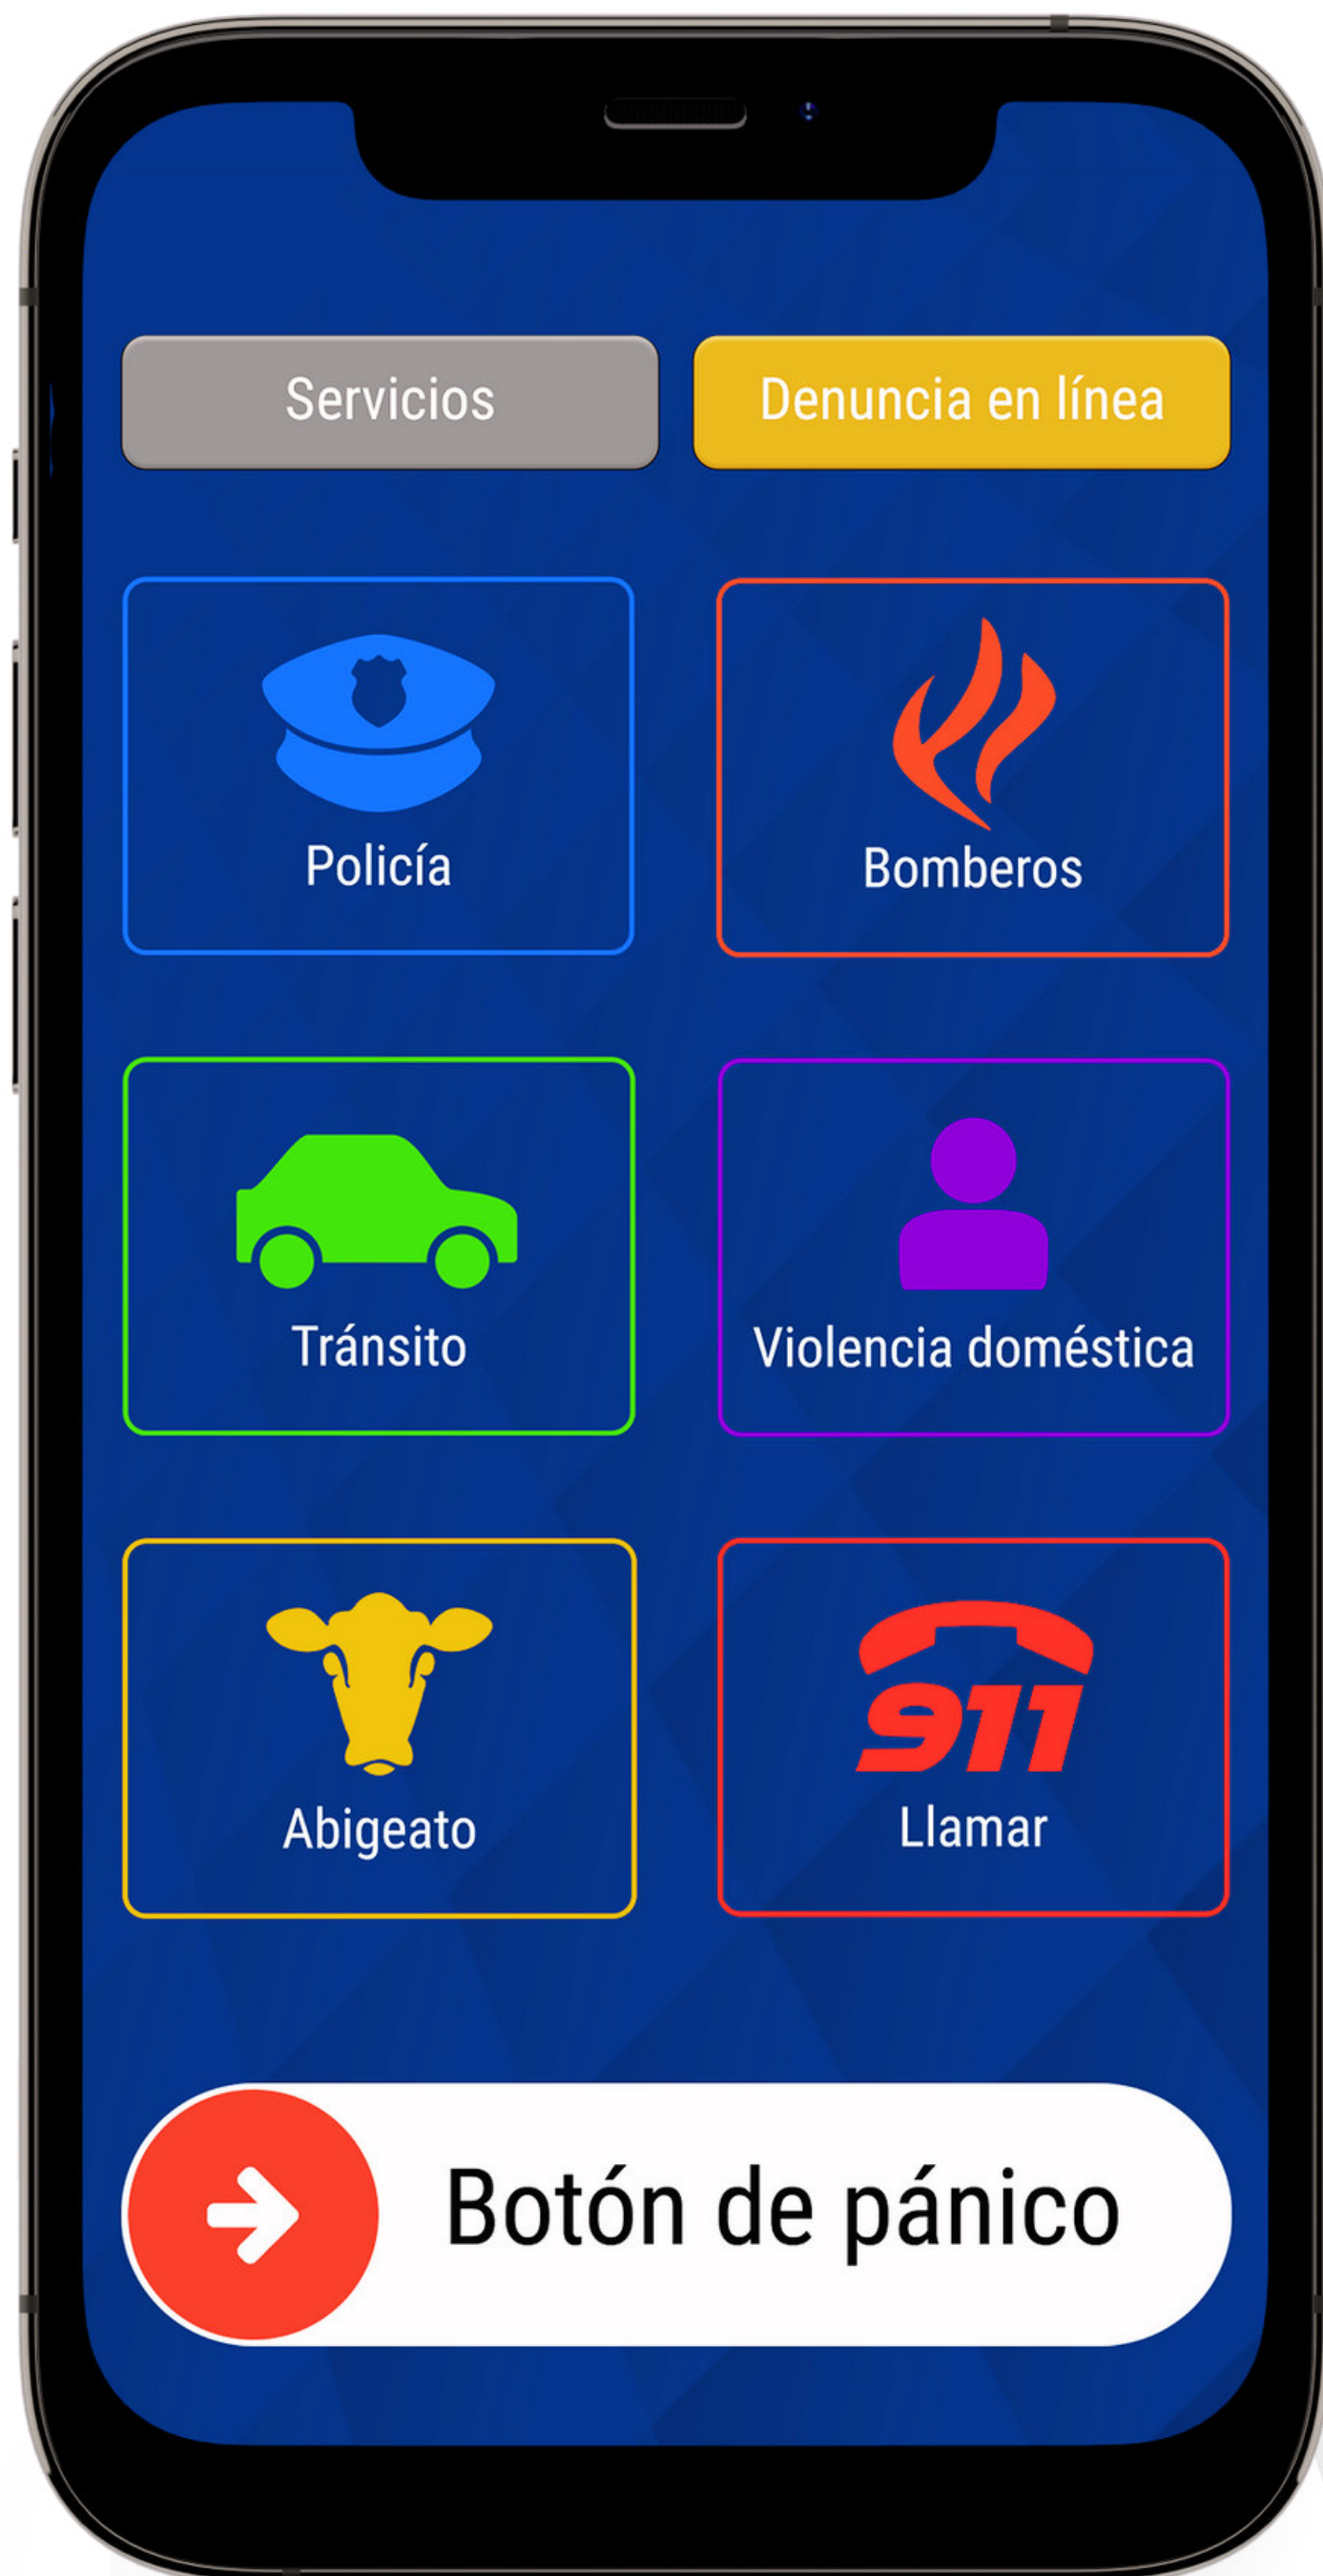 Servicios
Denuncia en línea
Policía
Bomberos
Tránsito
Violencia doméstica
Abigeato
911
Llamar
Botón de pánico